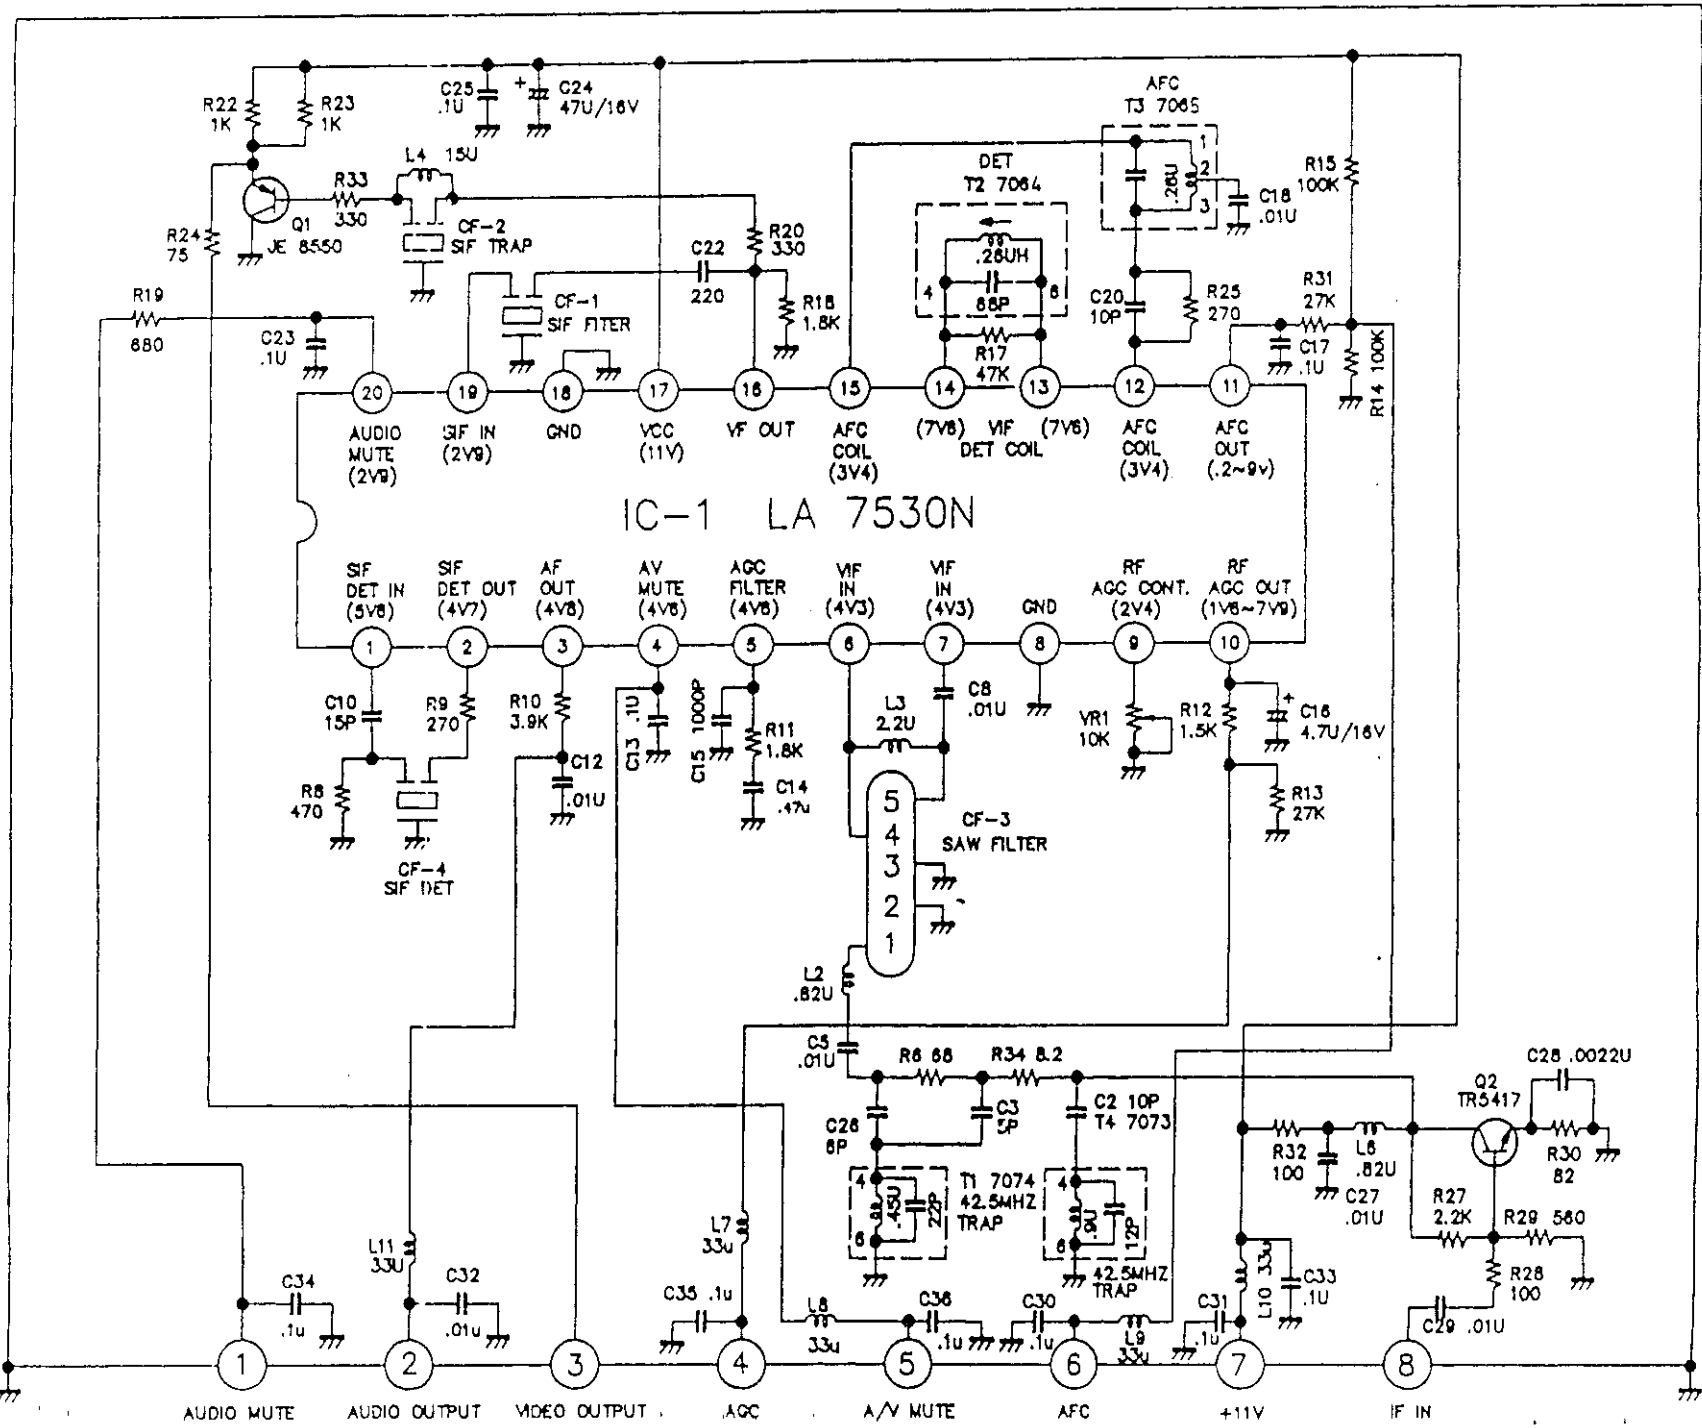 R22
1K
R23
1K
C25
.1U
+
C24
47U/16V
AFC
T3 7065
1
2
3
.26U
C18
.01U
R15
100K
L4 15U
R33
330
Q1
JE 8550
R24
75
CF-2
SIF TRAP
DET
T2 7064
.26UH
4
6
68P
R17
47K
R20
330
C22
220
R18
1.8K
CF-1
SIF FITER
R19
680
C23
.1U
C20
10P
R25
270
R31
27K
C17
.1U
R14 100K
20
19
18
17
16
15
14
13
12
11
AUDIO
MUTE
(2V9)
SIF IN
(2V9)
GND
VCC
(11V)
VF OUT
AFC
COIL
(3V4)
(7V6) VIF (7V6)
DET COIL
AFC
COIL
(3V4)
AFC
OUT
(.2~9v)
IC-1 LA 7530N
SIF
DET IN
(5V6)
SIF
DET OUT
(4V7)
AF
OUT
(4V6)
AV
MUTE
(4V6)
AGC
FILTER
(4V6)
VIF
IN
(4V3)
VIF
IN
(4V3)
GND
RF
AGC CONT.
(2V4)
RF
AGC OUT
(1V6~7V9)
1
2
3
4
5
6
7
8
9
10
C10
15P
R9
270
R10
3.9K
C13 .1U
C15 1000P
R11
1.8K
C14
.47u
L3
2.2U
C8
.01U
VR1
10K
R12
1.5K
+
C16
4.7U/16V
R8
470
C12
.01U
R13
27K
CF-4
SIF DET
5
4
3
2
1
CF-3
SAW FILTER
L2
.82U
C5
.01U
R6 68
R34 8.2
C28 .0022U
Q2
TR5417
C26
6P
C3
5P
C2 10P
T4 7073
R32
100
L6
.82U
R30
82
C27
.01U
4
6
.45U
22P
T1 7074
42.5MHZ
TRAP
4
6
.9U
12P
42.5MHZ
TRAP
R27
2.2K
R29 560
R28
100
C29 .01U
L11
33U
L7
33u
L10 33u
C33
.1U
C34
.1u
C32
.01u
C35 .1u
L8
33u
C36
.1u
C30
.1u
L9
33u
C31
.1u
1
2
3
4
5
6
7
8
AUDIO MUTE
AUDIO OUTPUT
VIDEO OUTPUT
AGC
A/V MUTE
AFC
+11V
IF IN